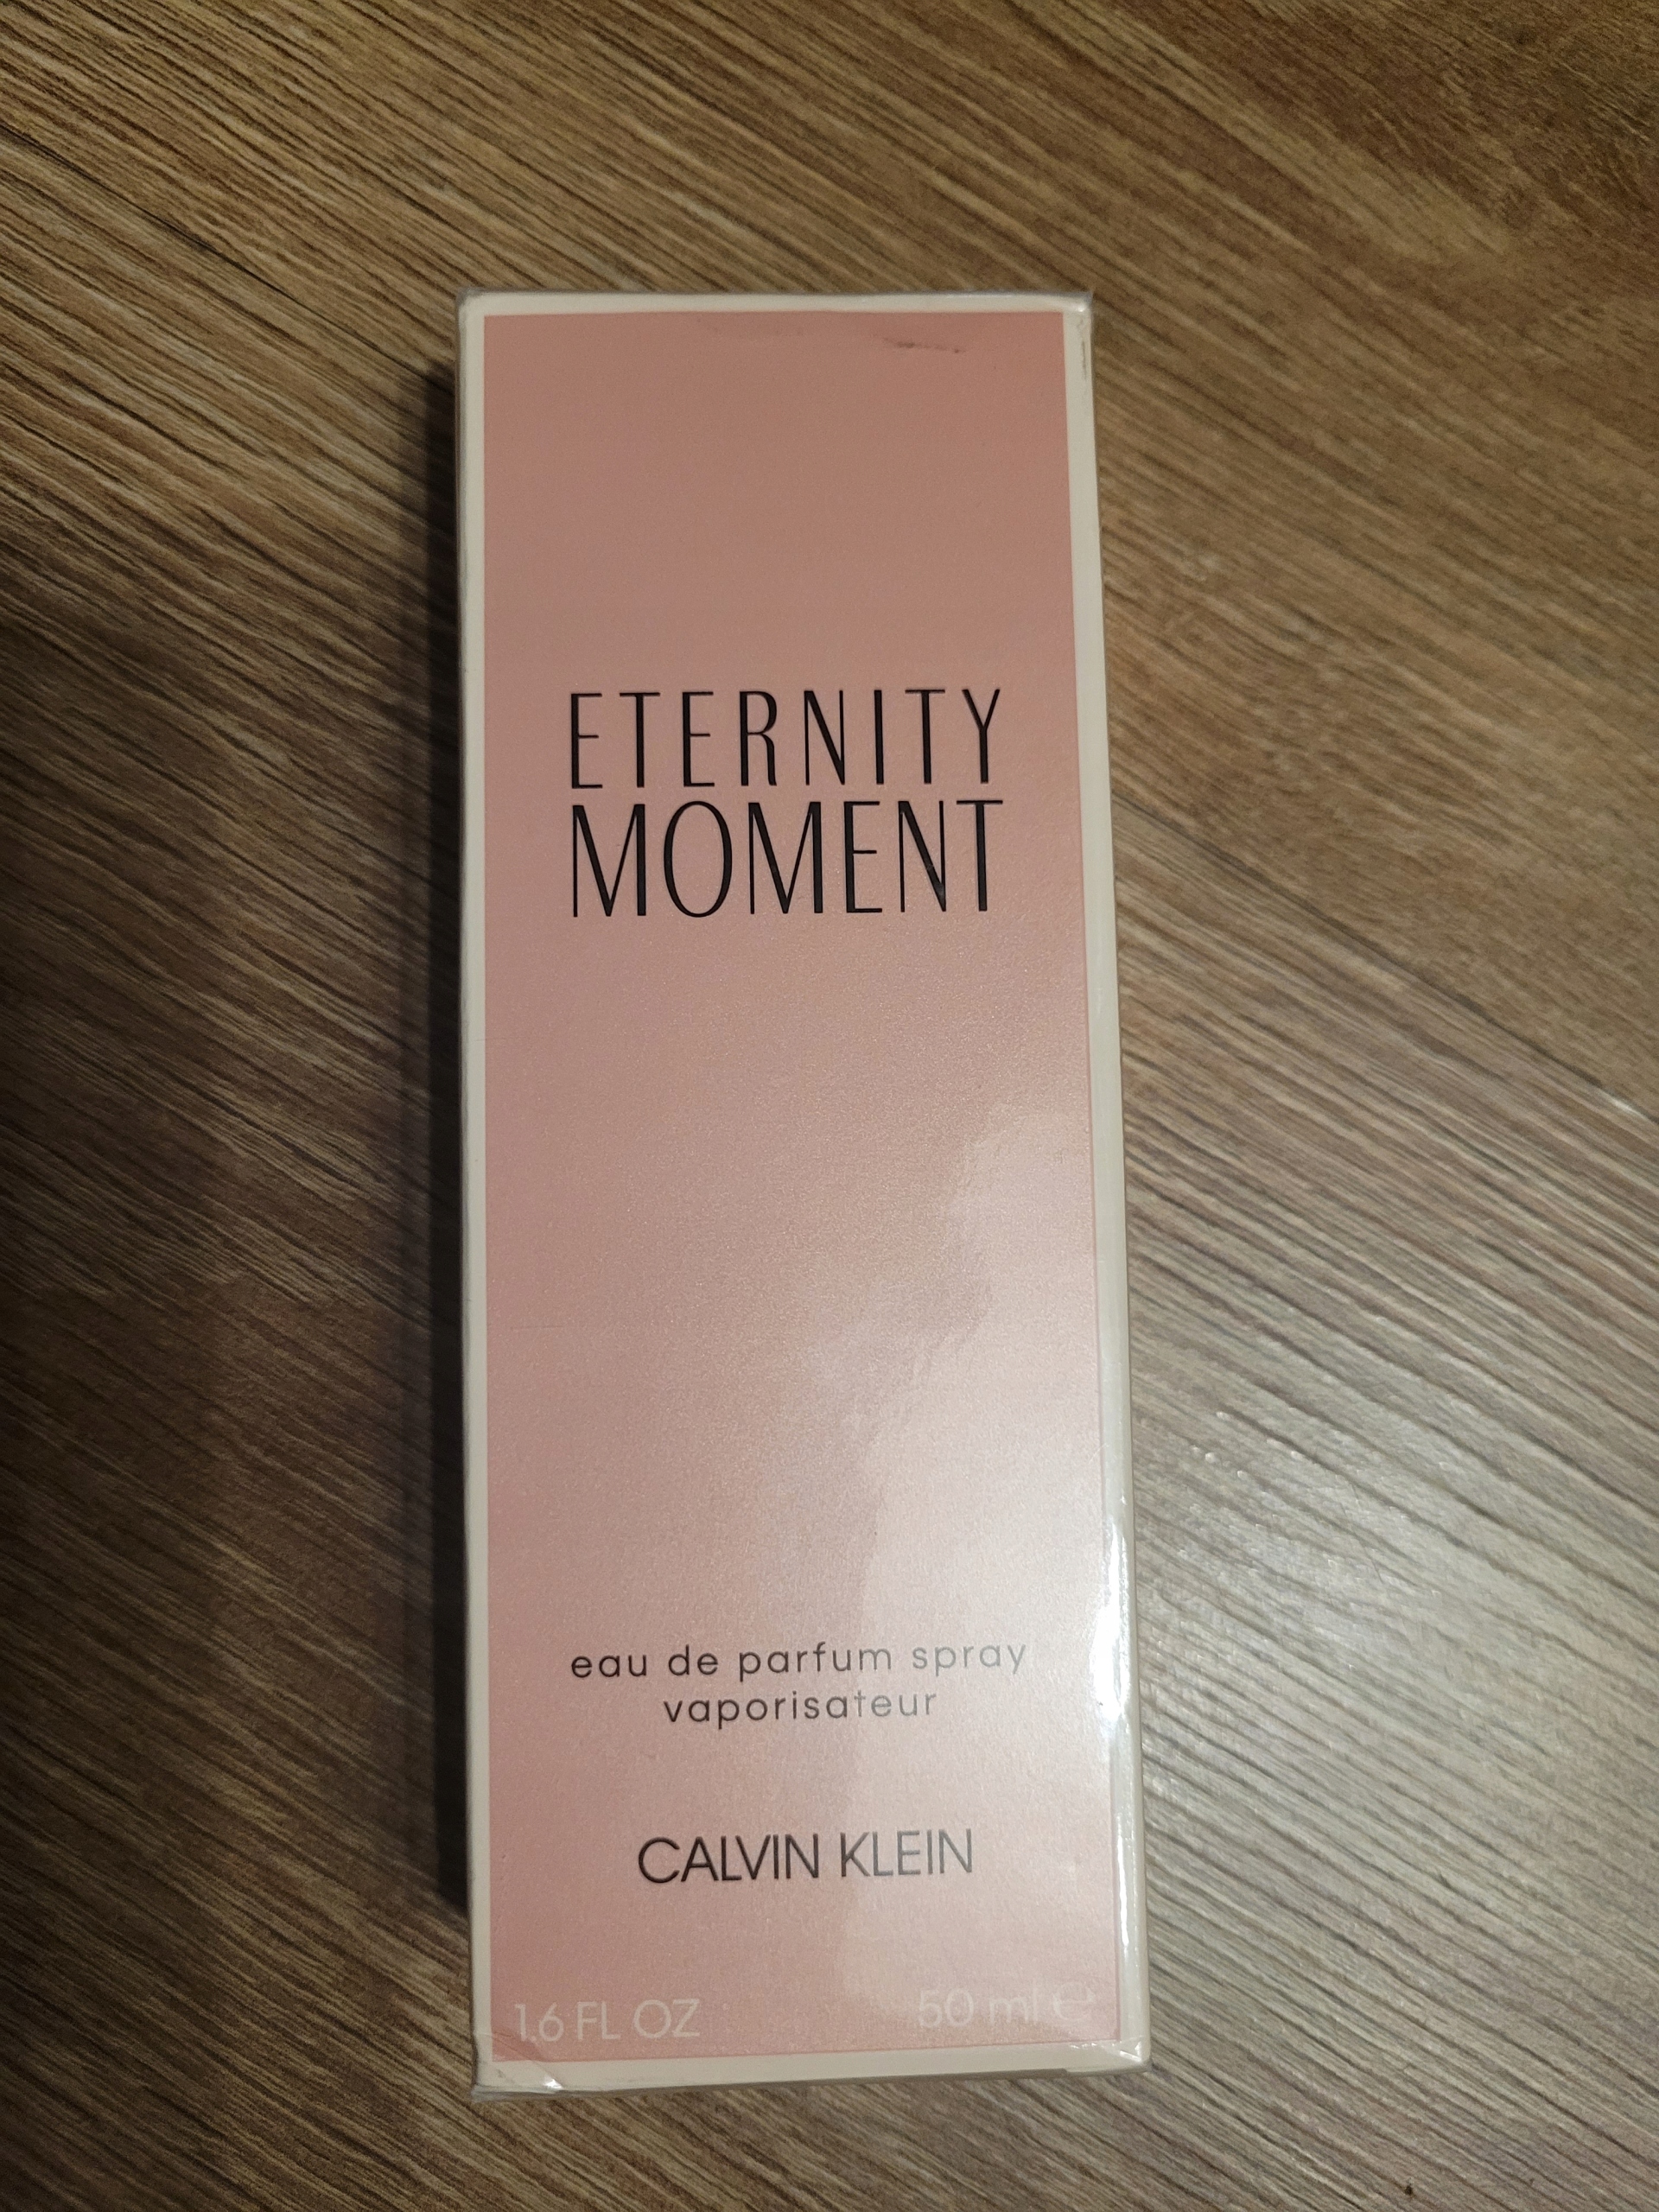 ETERNITY
MOMENT
eau de parfum spray
vaporisateur
CALVIN KLEIN
1.6 FL OZ 50 ml ℮